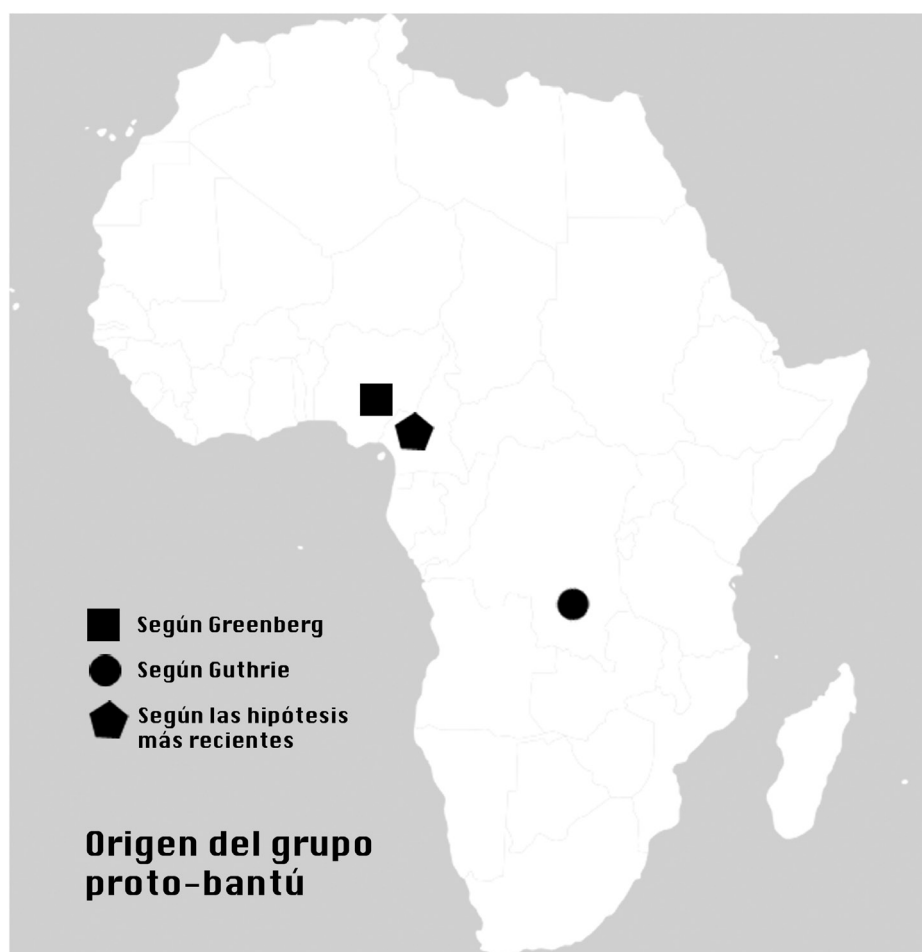 Según Greenberg
Según Guthrie
Según las hipótesis
más recientes
Origen del grupo
proto-bantú